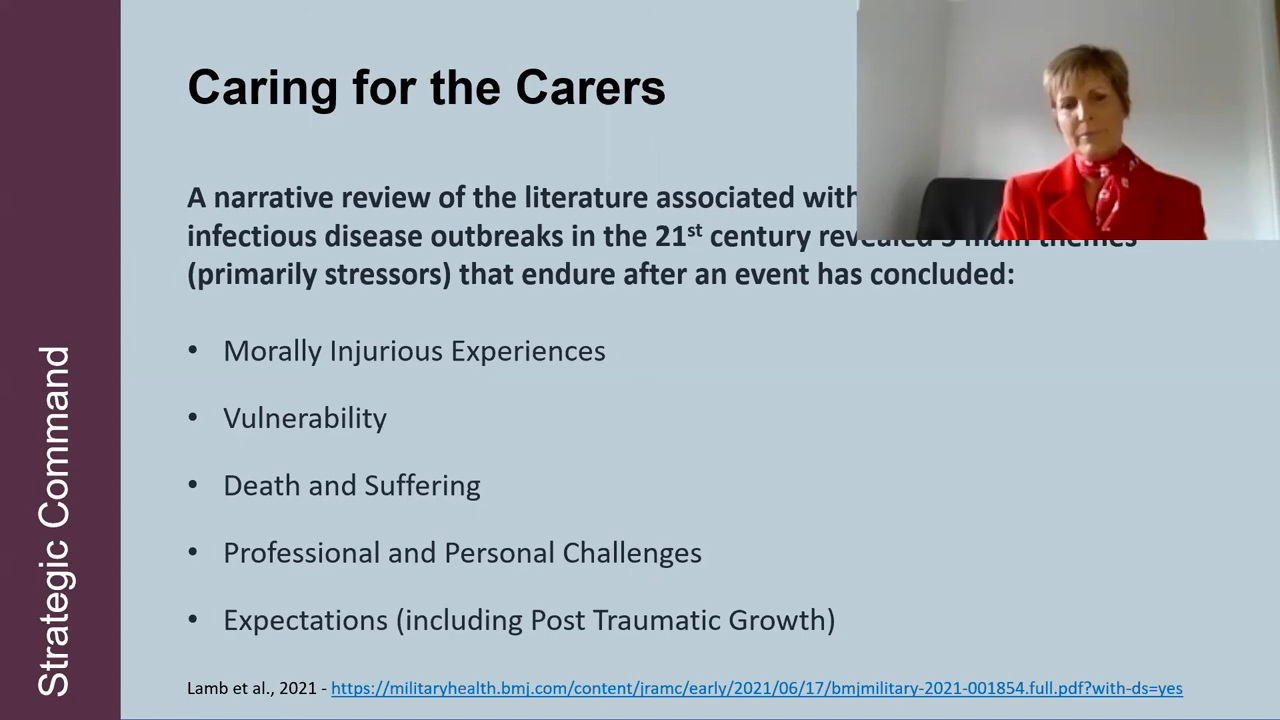 Caring for the Carers
A narrative review of the literature associated with
infectious disease outbreaks in the 21st century revealed 5 main themes
(primarily stressors) that endure after an event has concluded:
• Morally Injurious Experiences
• Vulnerability
• Death and Suffering
• Professional and Personal Challenges
• Expectations (including Post Traumatic Growth)
Lamb et al., 2021 - https://militaryhealth.bmj.com/content/jramc/early/2021/06/17/bmjmilitary-2021-001854.full.pdf?with-ds=yes
Strategic Command